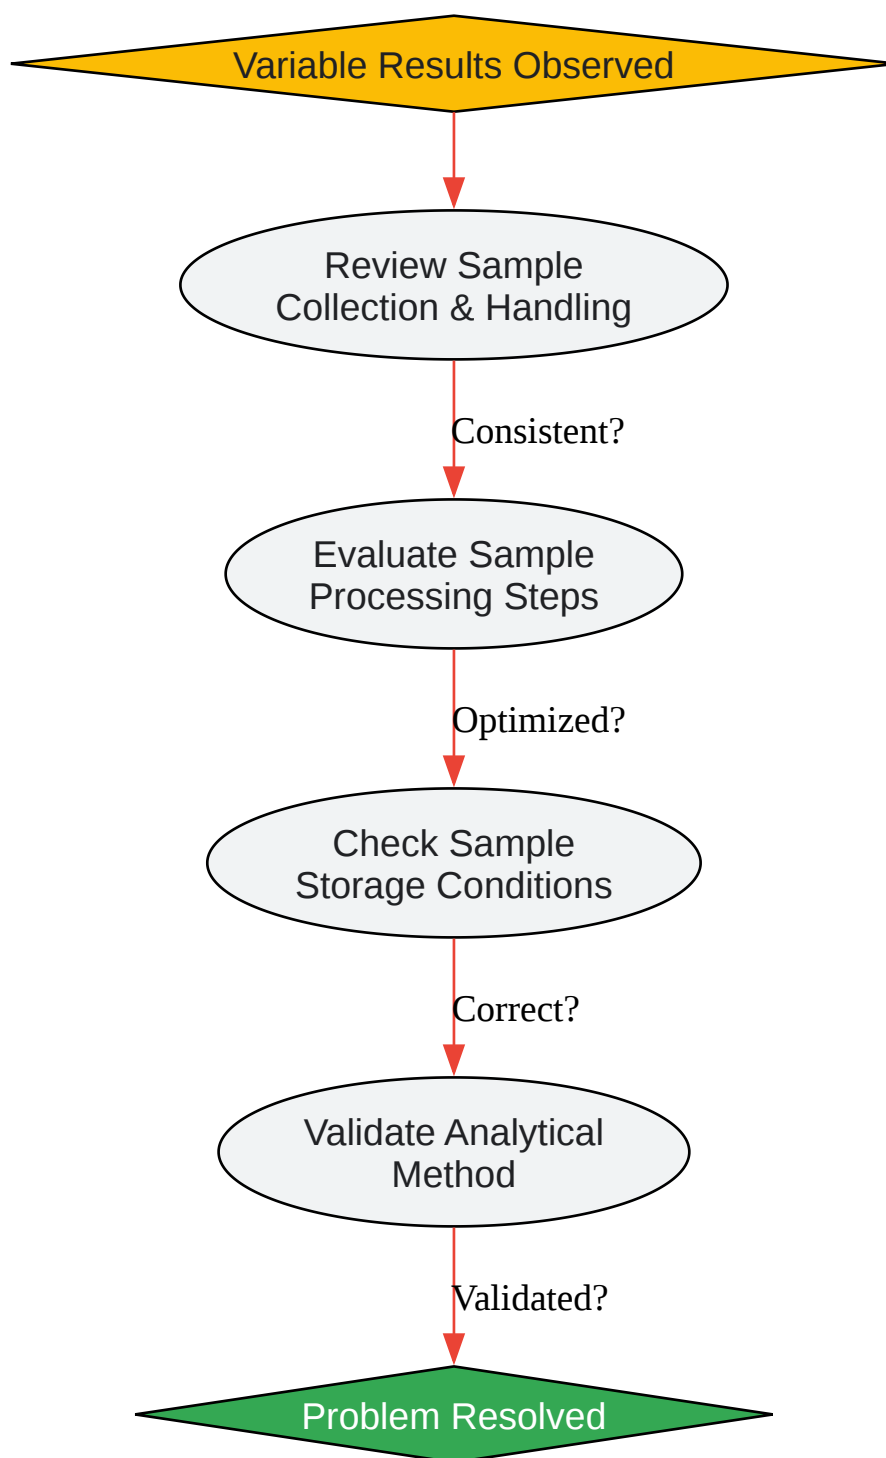 Variable Results Observed
Review Sample
Collection & Handling
Consistent?
Evaluate Sample
Processing Steps
Optimized?
Check Sample
Storage Conditions
Correct?
Validate Analytical
Method
Validated?
Problem Resolved